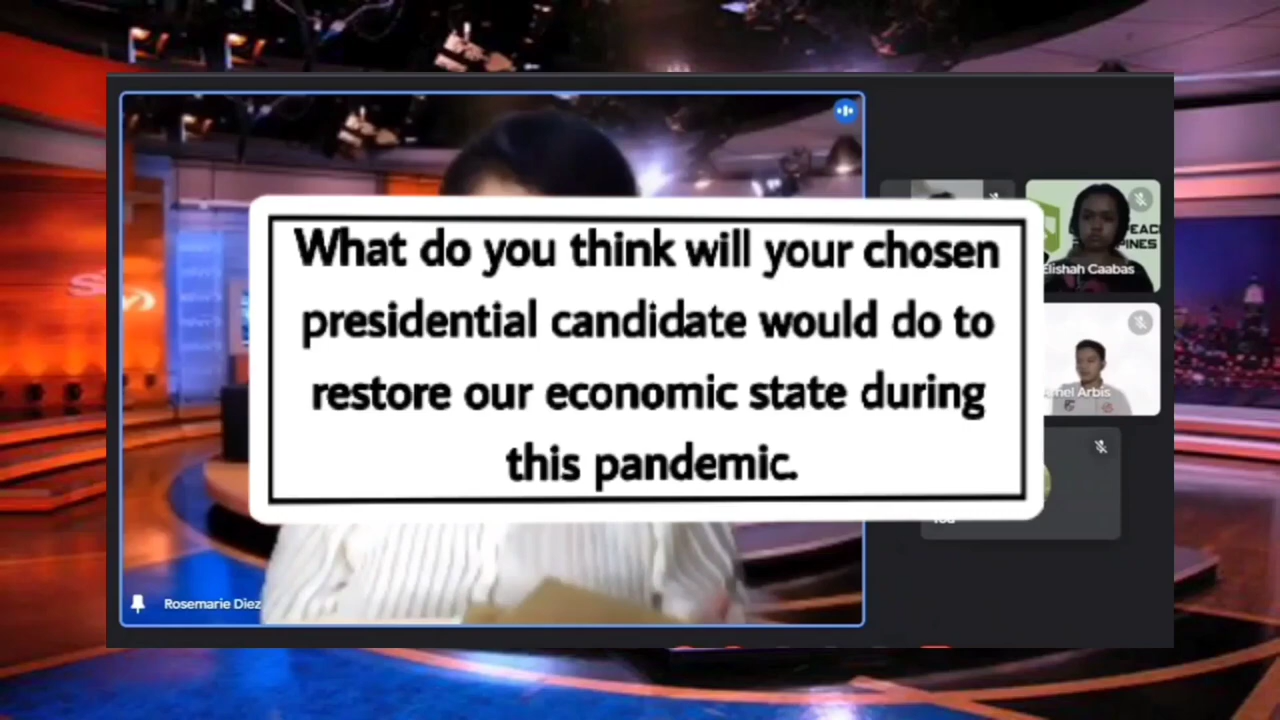 What do you think will your chosen
presidential candidate would do to
restore our economic state during
this pandemic.
Elishah Caabas
Arbis
Rosemarie Diez